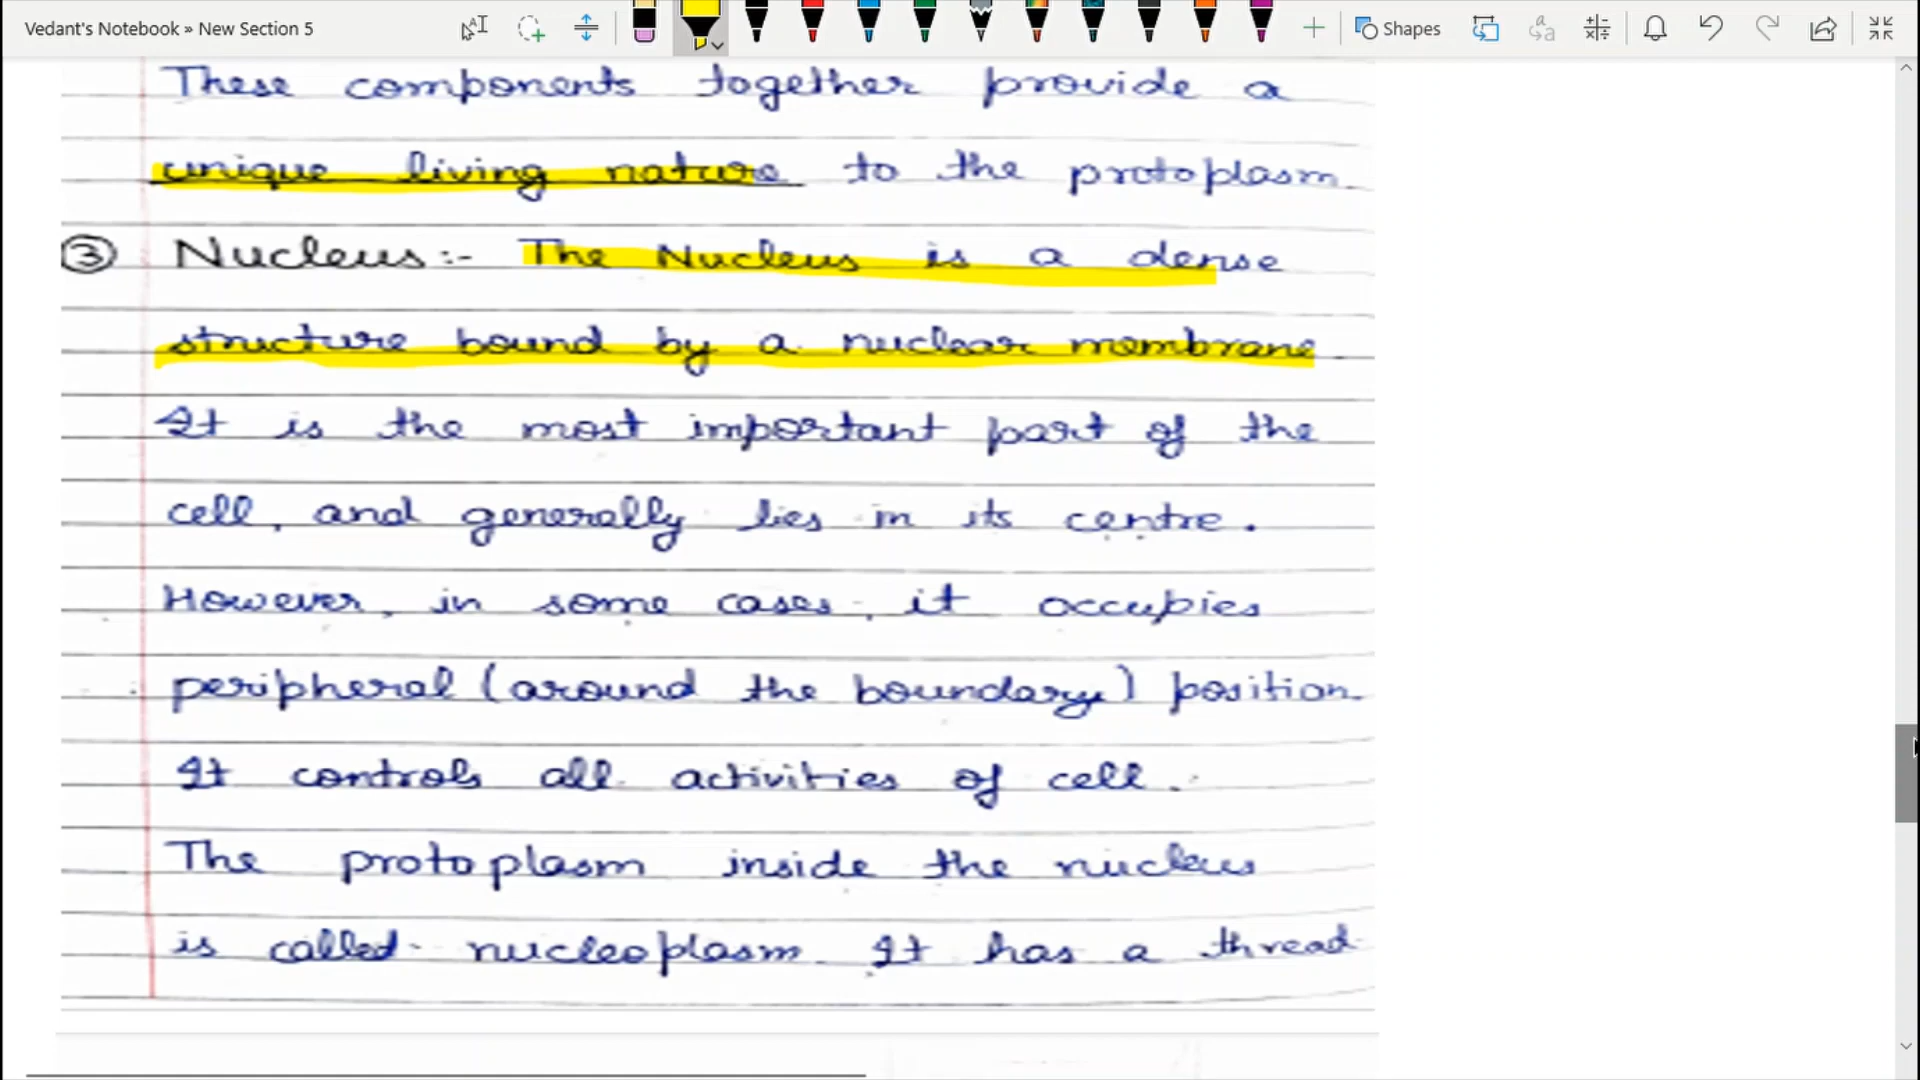 Vedant's Notebook » New Section 5
Shapes
These components together provide a
unique living nature to the protoplasm.
③ Nucleus:- The Nucleus is a dense
structure bound by a nuclear membrane.
It is the most important part of the
cell, and generally lies in its centre.
However, in some cases, it occupies
peripheral (around the boundary) position.
It controls all activities of cell.
The protoplasm inside the nucleus
is called nucleoplasm. It has a thread